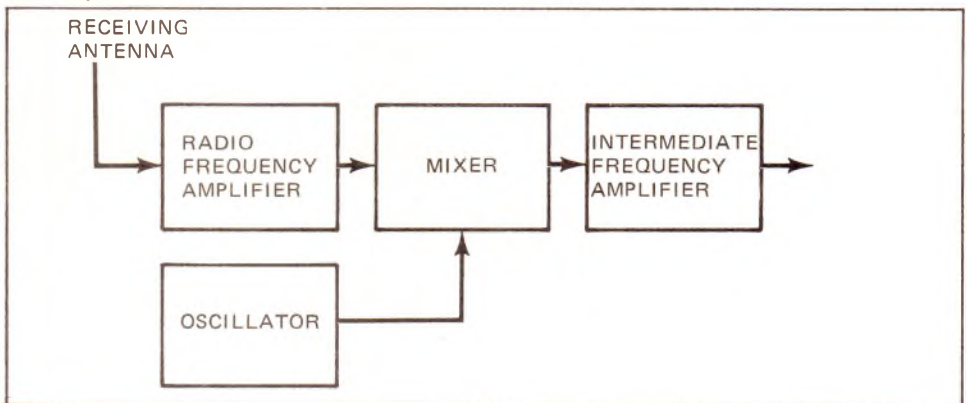 RECEIVING
ANTENNA
RADIO
FREQUENCY
AMPLIFIER
MIXER
INTERMEDIATE
FREQUENCY
AMPLIFIER
OSCILLATOR